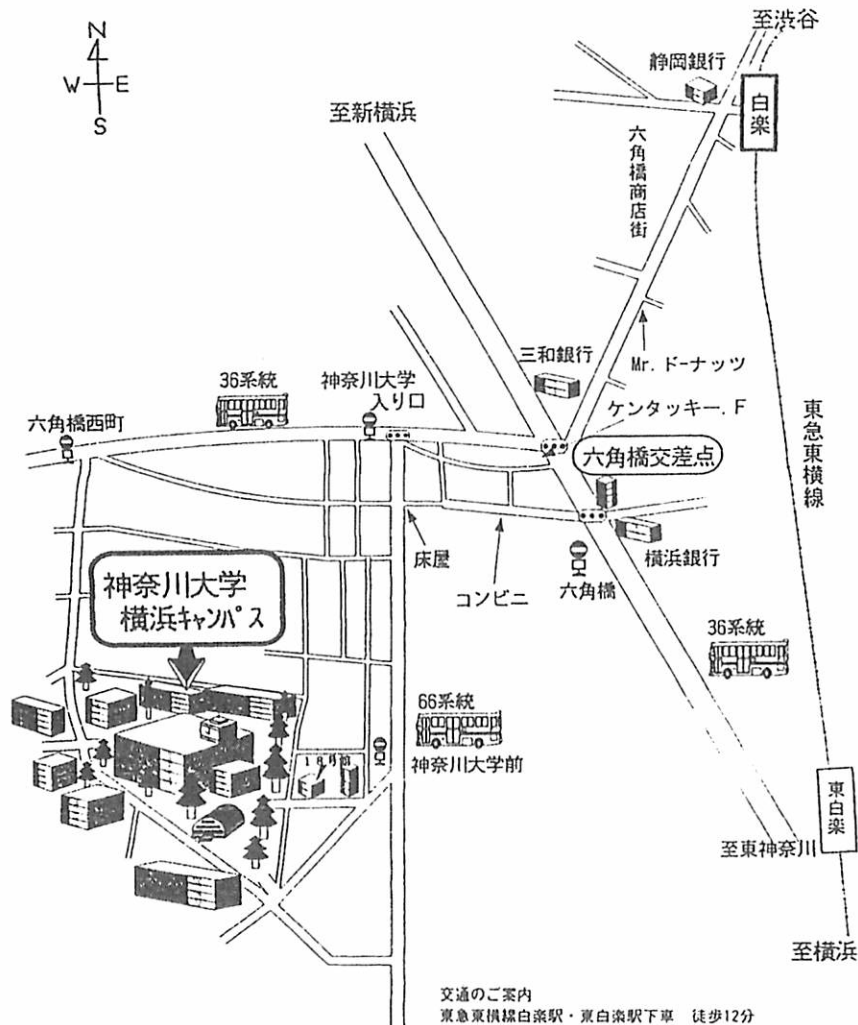 N
W E
S
至渋谷
静岡銀行
白楽
至新横浜
六角橋商店街
三和銀行
Mr. ドーナッツ
36系統
神奈川大学
入り口
ケンタッキー. F
六角橋西町
六角橋交差点
東急東横線
床屋
コンビニ
六角橋
横浜銀行
神奈川大学
横浜キャンパス
36系統
66系統
神奈川大学前
東白楽
至東神奈川
至横浜
交通のご案内
東急東横線白楽駅・東白楽駅下車 徒歩12分